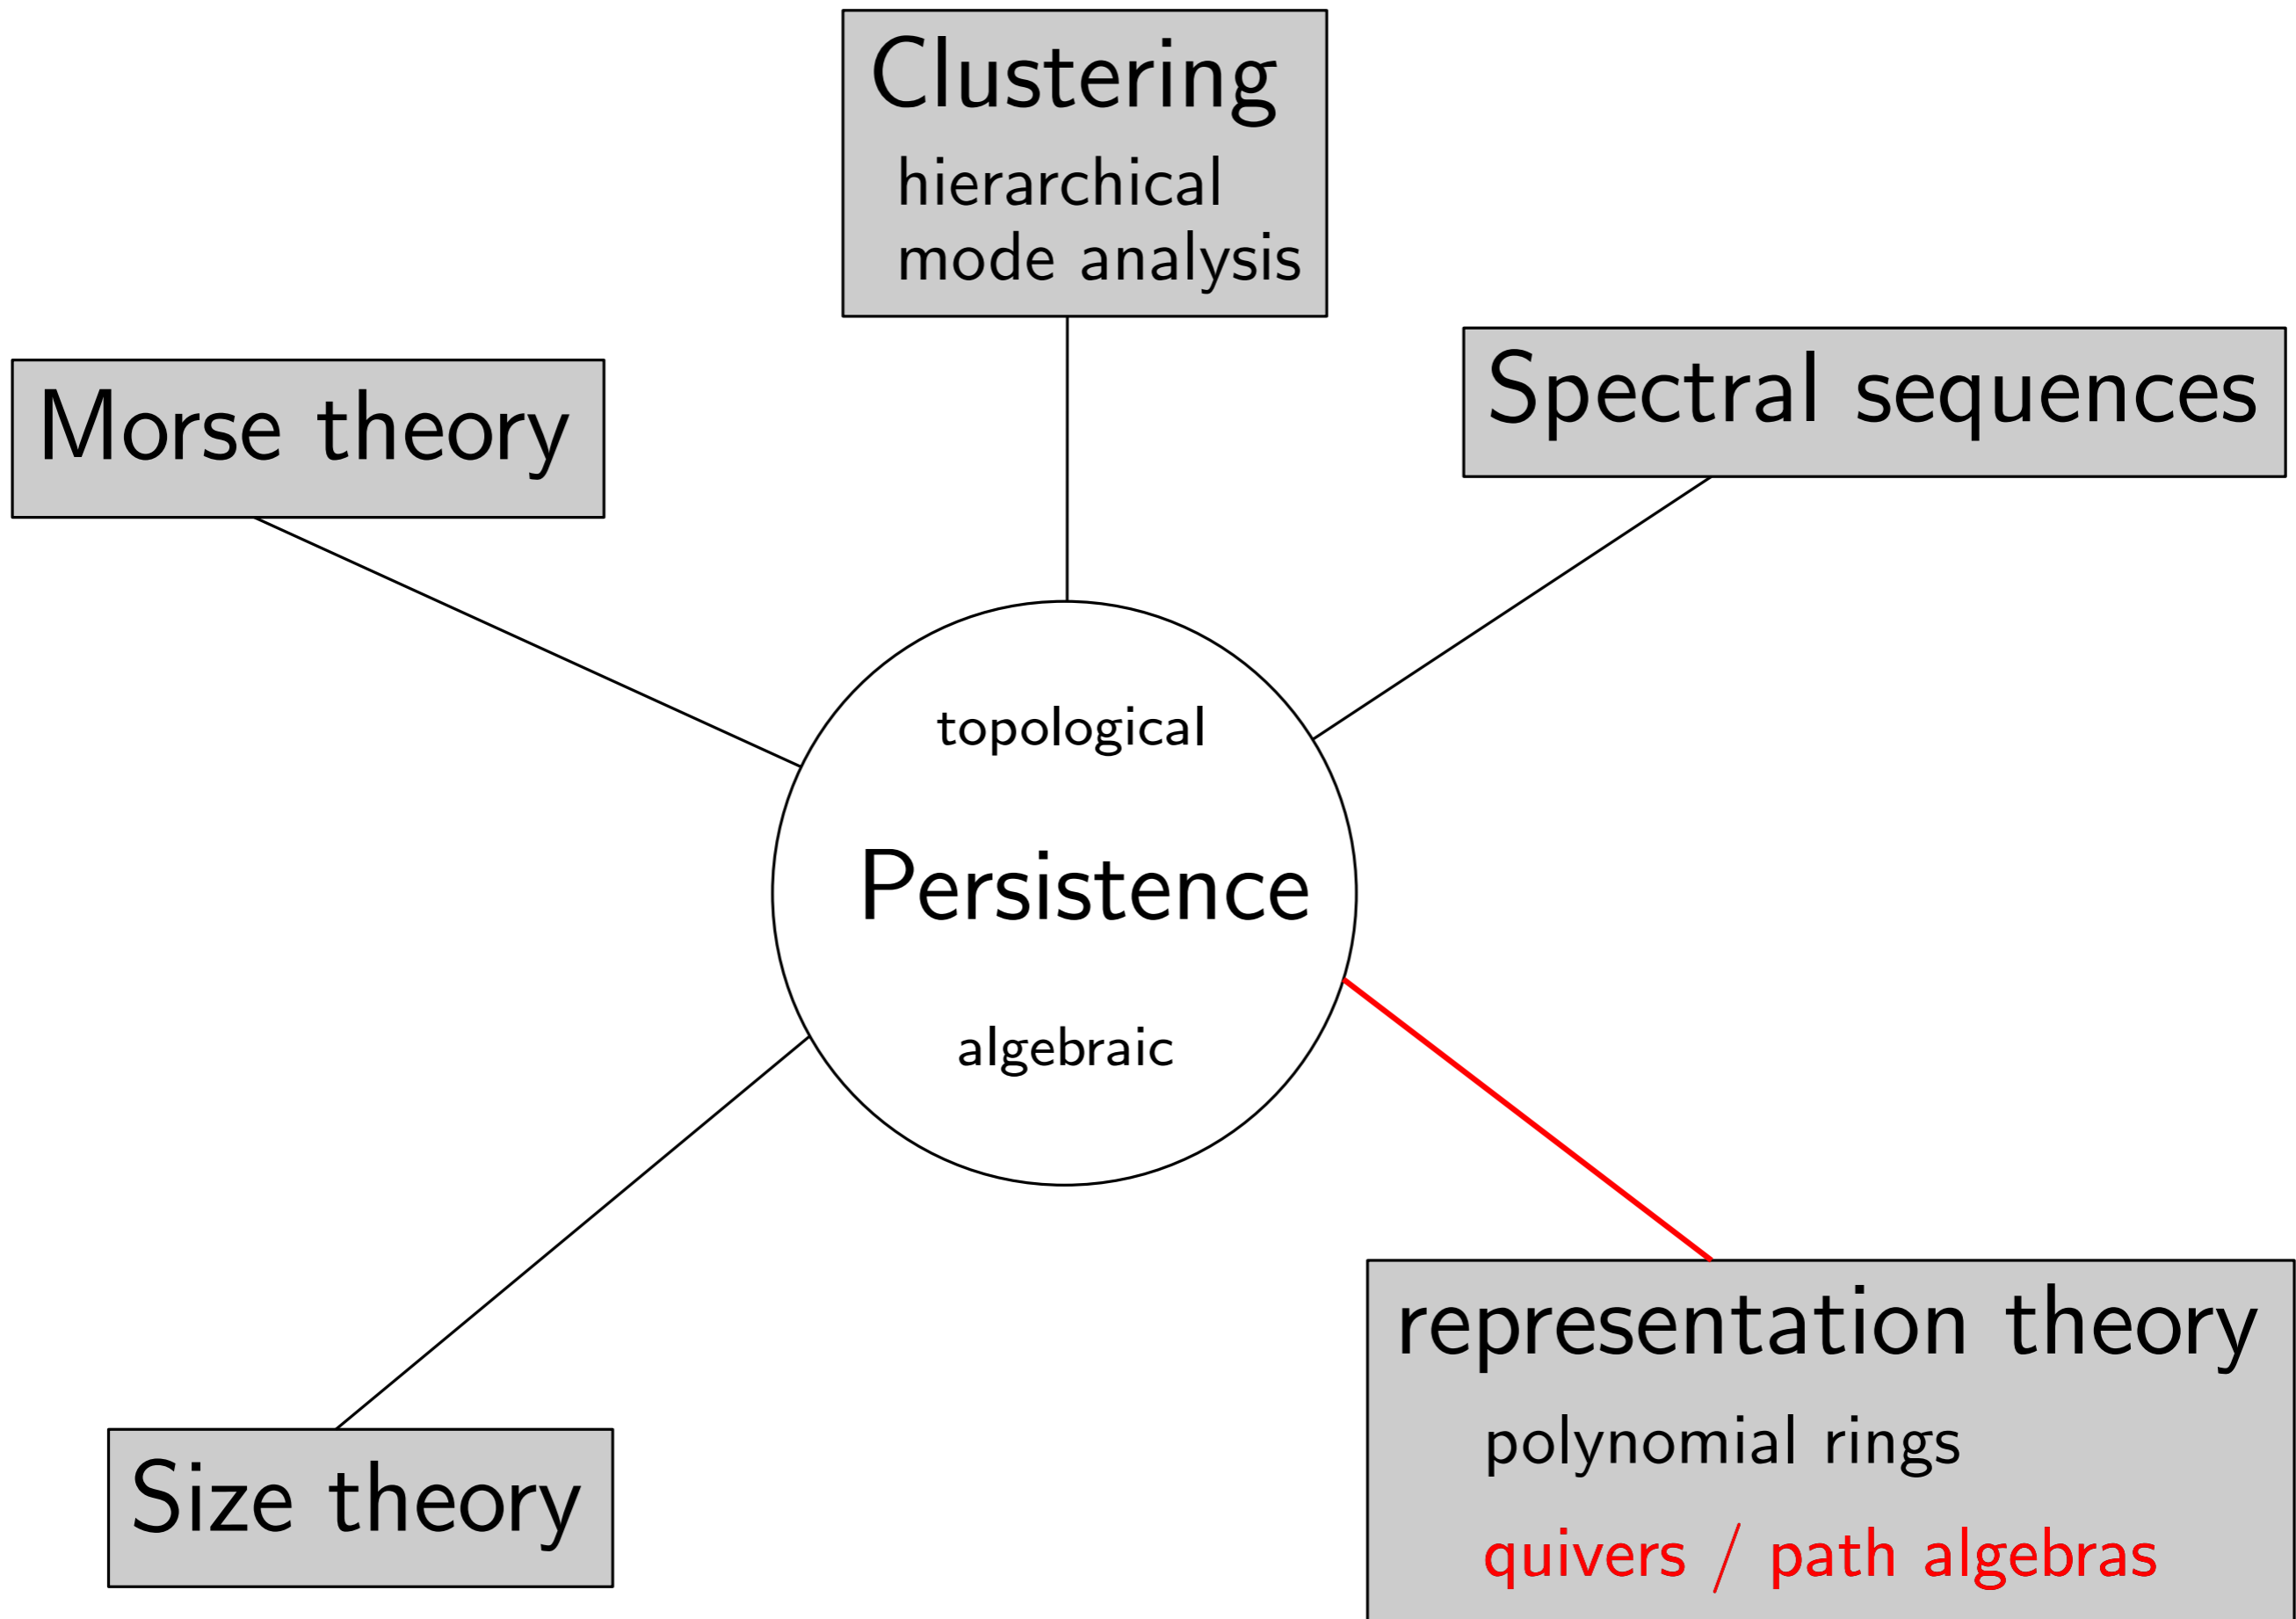 Clustering
hierarchical
mode analysis
Spectral sequences
Morse theory
topological
Persistence
algebraic
representation theory
polynomial rings
quivers / path algebras
Size theory